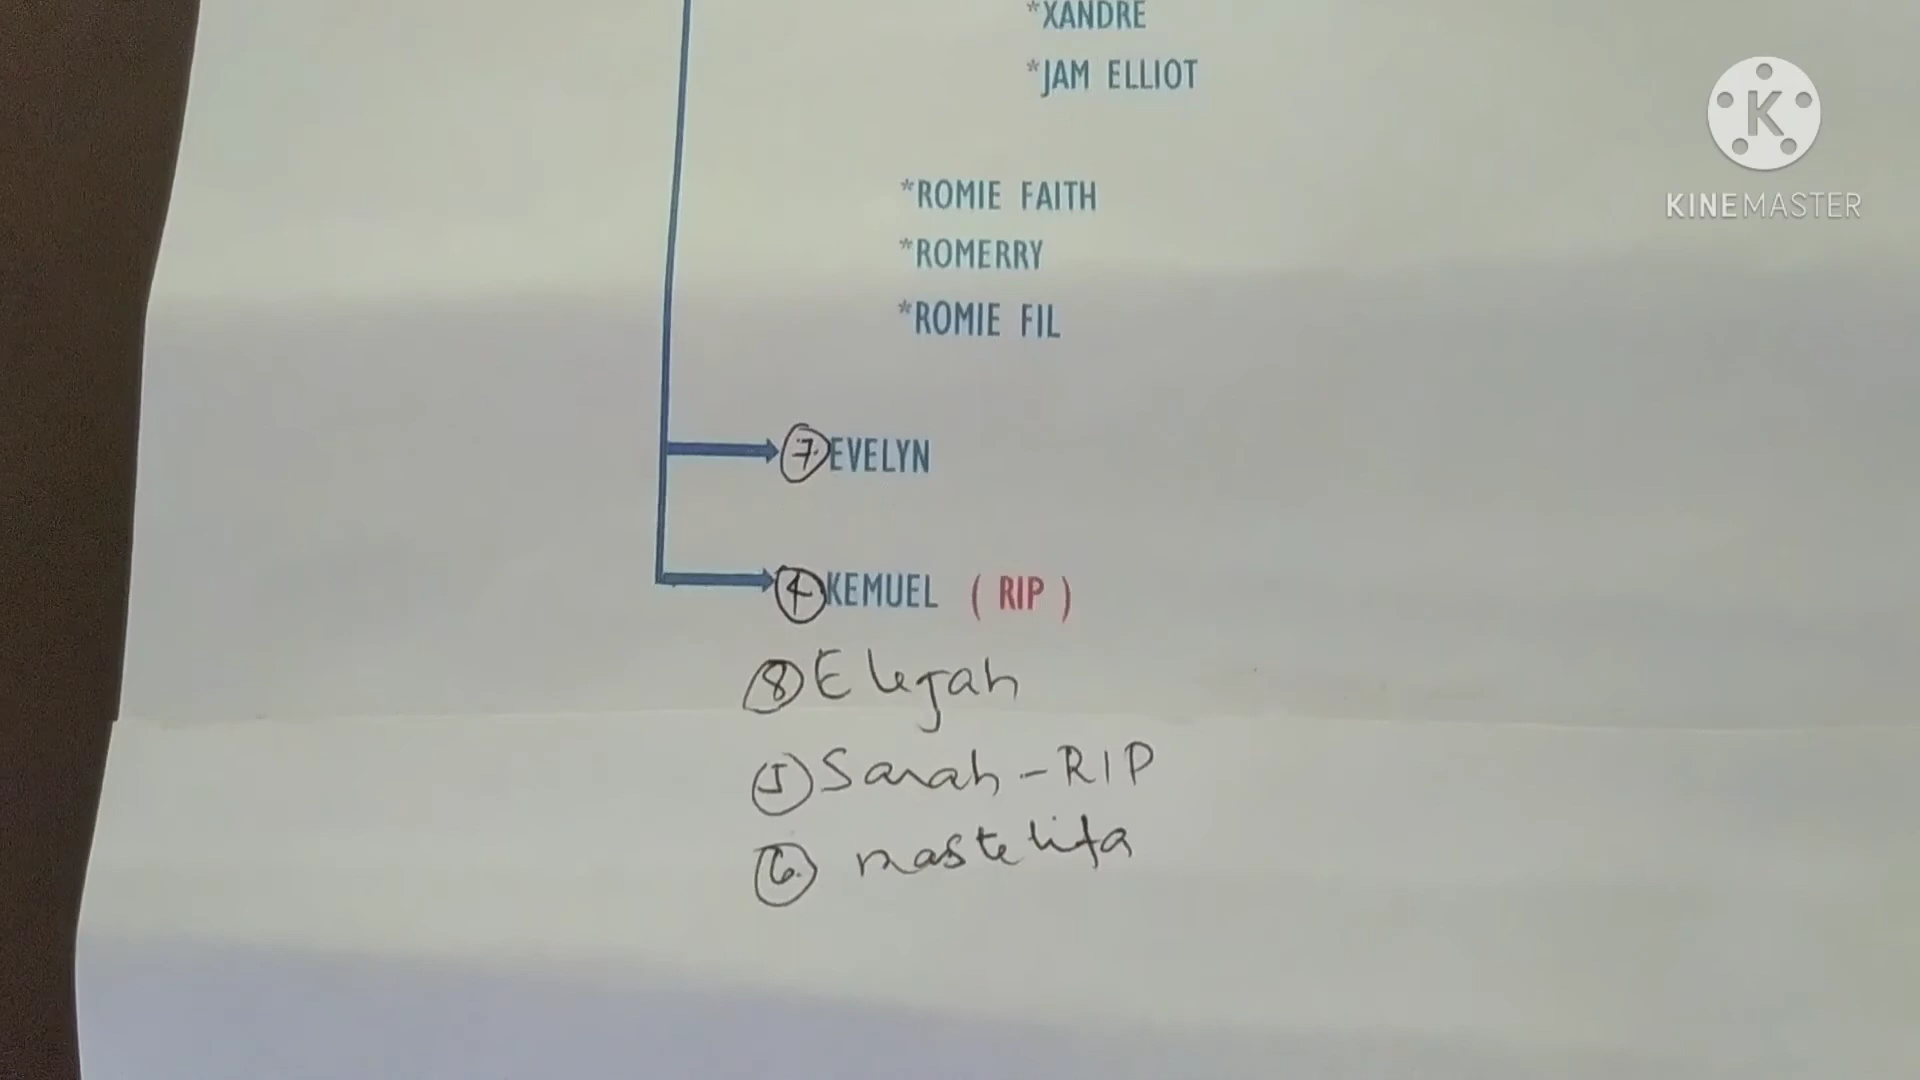 *XANDRE
*JAM ELLIOT
K
KINEMASTER
*ROMIE FAITH
*ROMERRY
*ROMIE FIL
7. EVELYN
4 KEMUEL ( RIP )
8 Elejah
5 Sarah - RIP
6.